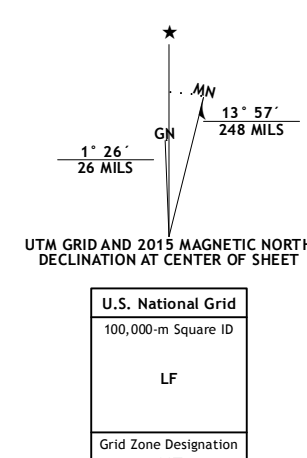 ★
MN
GN
13° 57´
248 MILS
1° 26´
26 MILS
UTM GRID AND 2015 MAGNETIC NORTH
DECLINATION AT CENTER OF SHEET
U.S. National Grid
100,000-m Square ID
LF
Grid Zone Designation